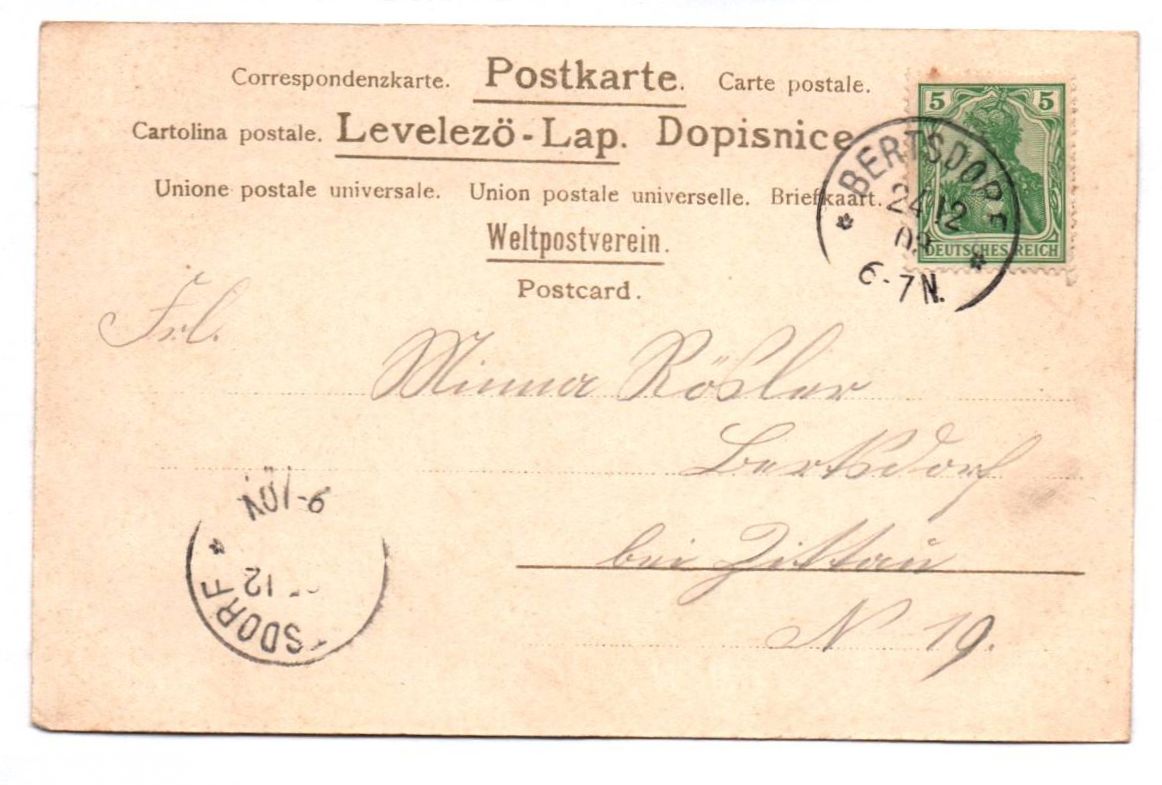 Correspondenzkarte. Postkarte. Carte postale.
Cartolina postale. Levelezö-Lap. Dopisnice
Unione postale universale. Union postale universelle. Briefkaart.
Weltpostverein.
Postcard.
5 5
DEUTSCHES REICH
BERTSDORF
24 12
03
6-7N.
Frl.
Minna Rößler
Bertsdorf
bei Zittau
N 19.
9-10V
12
SDORF